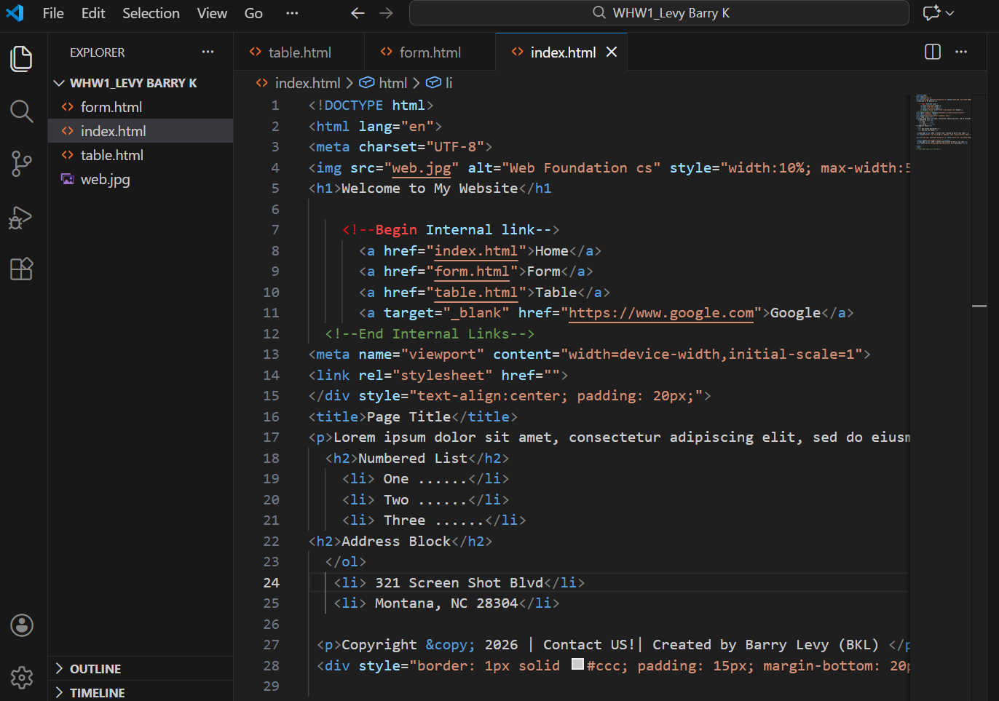 File Edit Selection View Go ... WHW1_Levy Barry K
EXPLORER ...
WHW1_LEVY BARRY K
form.html
index.html
table.html
web.jpg
OUTLINE
TIMELINE
table.html form.html index.html ...
index.html > html > li
1 <!DOCTYPE html>
2 <html lang="en">
3 <meta charset="UTF-8">
4 <img src="web.jpg" alt="Web Foundation cs" style="width:10%; max-width:5
5 <h1>Welcome to My Website</h1
6
7 <!--Begin Internal link-->
8 <a href="index.html">Home</a>
9 <a href="form.html">Form</a>
10 <a href="table.html">Table</a>
11 <a target="_blank" href="https://www.google.com">Google</a>
12 <!--End Internal Links-->
13 <meta name="viewport" content="width=device-width,initial-scale=1">
14 <link rel="stylesheet" href="">
15 </div style="text-align:center; padding: 20px;">
16 <title>Page Title</title>
17 <p>Lorem ipsum dolor sit amet, consectetur adipiscing elit, sed do eiusm
18 <h2>Numbered List</h2>
19 <li> One ......</li>
20 <li> Two ......</li>
21 <li> Three ......</li>
22 <h2>Address Block</h2>
23 </ol>
24 <li> 321 Screen Shot Blvd</li>
25 <li> Montana, NC 28304</li>
26
27 <p>Copyright &copy; 2026 | Contact US!| Created by Barry Levy (BKL) </p
28 <div style="border: 1px solid #ccc; padding: 15px; margin-bottom: 20p
29